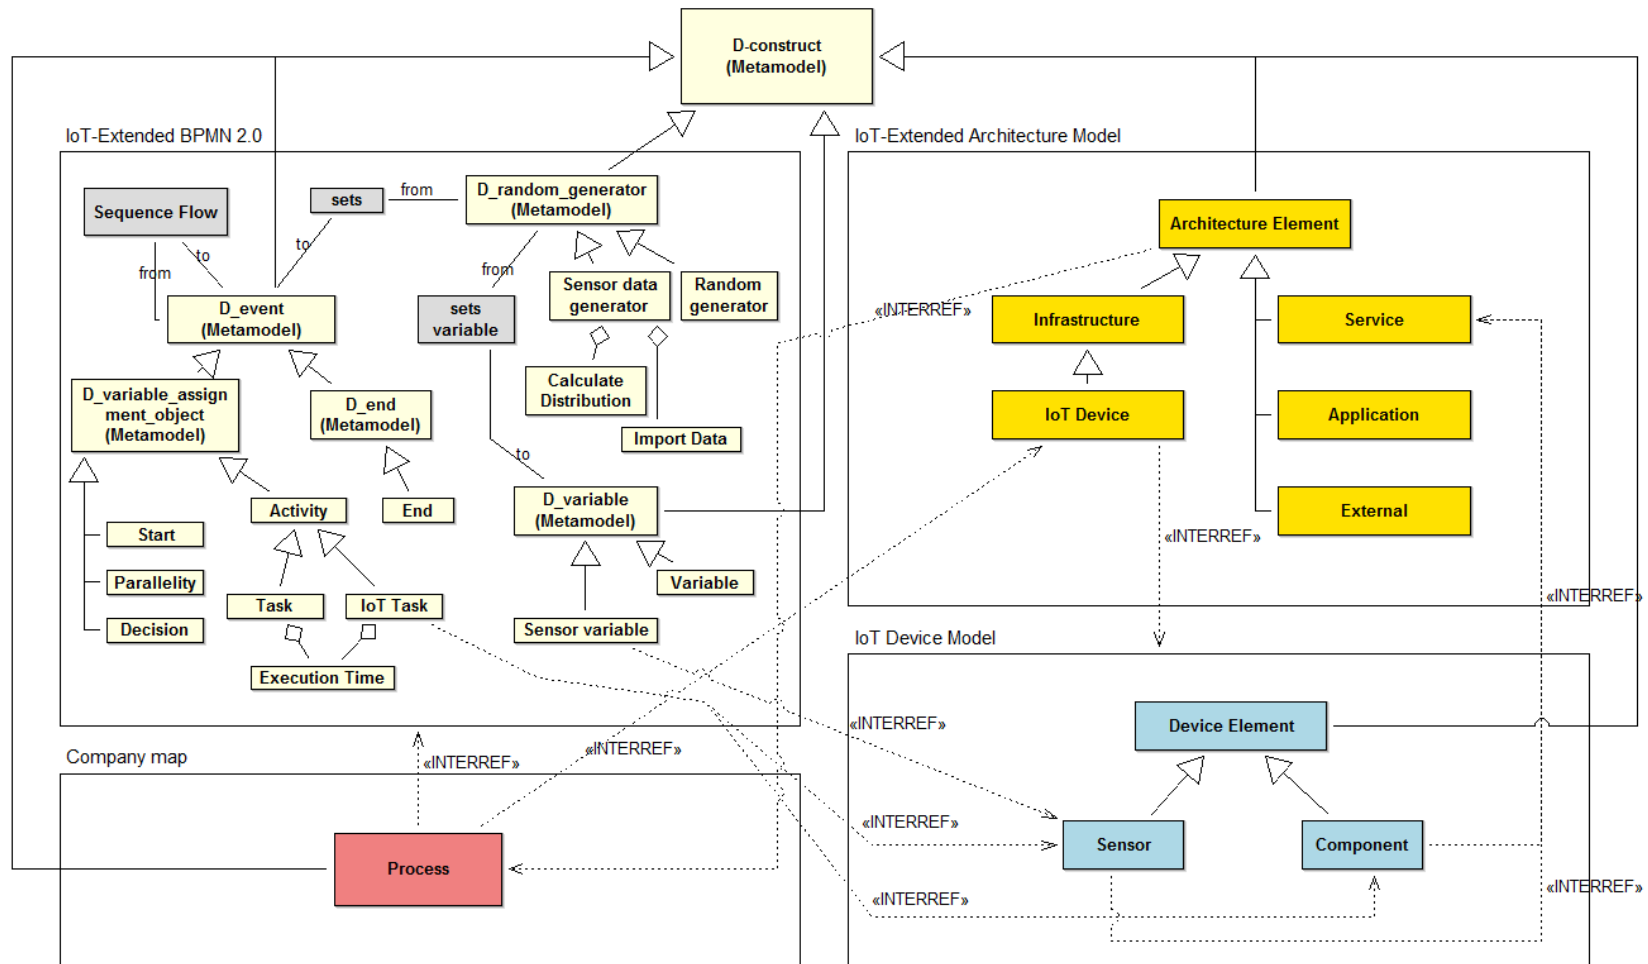 D-construct
(Metamodel)
IoT-Extended BPMN 2.0
IoT-Extended Architecture Model
Sequence Flow
sets
from
D_random_generator
(Metamodel)
Architecture Element
to
from
to
from
Sensor data
generator
Random
generator
D_event
(Metamodel)
sets
variable
«INTERREF»
Infrastructure
Service
Calculate
Distribution
D_variable_assign
ment_object
(Metamodel)
D_end
(Metamodel)
IoT Device
Application
Import Data
to
Activity
End
D_variable
(Metamodel)
External
Start
«INTERREF»
Parallelity
Variable
«INTERREF»
Task
IoT Task
Decision
Sensor variable
IoT Device Model
Execution Time
«INTERREF»
Device Element
Company map
«INTERREF»
«INTERREF»
«INTERREF»
Sensor
Component
Process
«INTERREF»
«INTERREF»